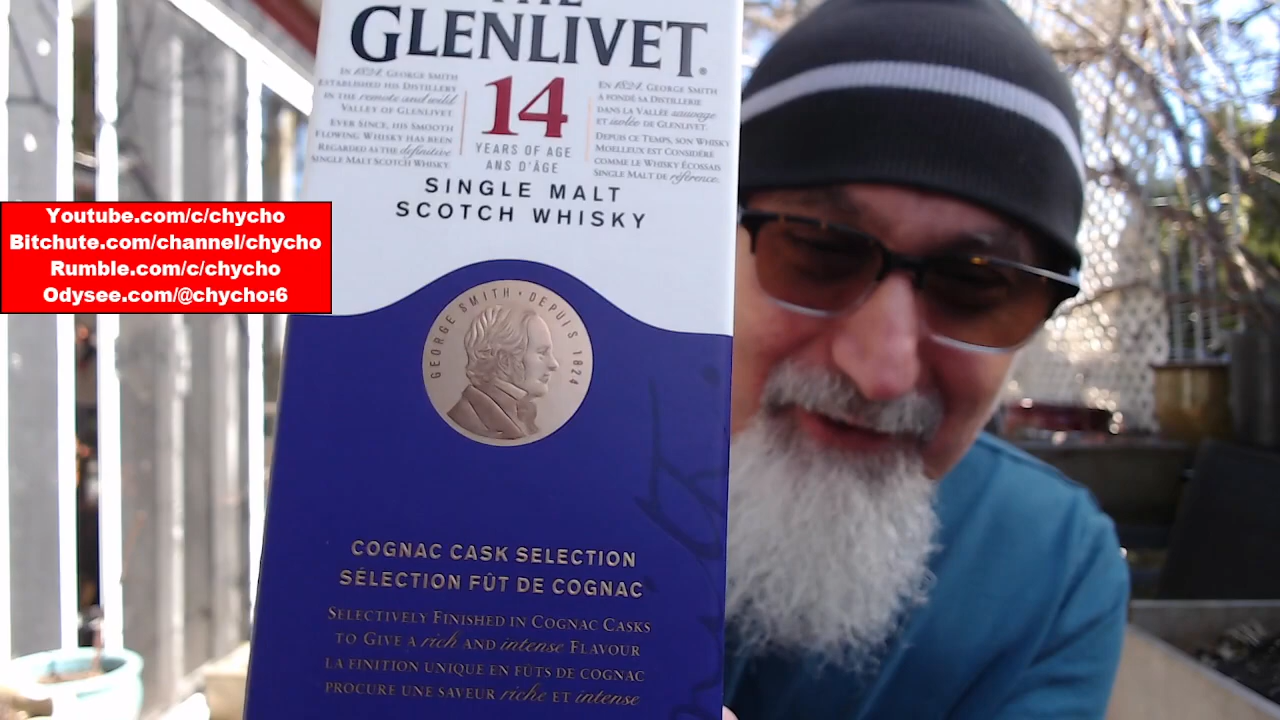 THE
GLENLIVET®
IN 1824, GEORGE SMITH
ESTABLISHED HIS DISTILLERY
IN THE remote and wild
VALLEY OF GLENLIVET
EVER SINCE, HIS SMOOTH
FLOWING WHISKY HAS BEEN
REGARDED AS THE definitive
SINGLE MALT SCOTCH WHISKY.
14
YEARS OF AGE
ANS D'ÂGE
EN 1824, GEORGE SMITH
A FONDÉ SA DISTILLERIE
DANS LA VALLÉE sauvage
ET isolée DE GLENLIVET.
DEPUIS CE TEMPS, SON WHISKY
MOELLEUX EST CONSIDÉRÉ
COMME LE WHISKY ÉCOSSAIS
SINGLE MALT DE référence.
SINGLE MALT
SCOTCH WHISKY
Youtube.com/c/chycho
Bitchute.com/channel/chycho
Rumble.com/c/chycho
Odysee.com/@chycho:6
GEORGE SMITH • DEPUIS 1824
COGNAC CASK SELECTION
SÉLECTION FÛT DE COGNAC
SELECTIVELY FINISHED IN COGNAC CASKS
TO GIVE A rich AND intense FLAVOUR
LA FINITION UNIQUE EN FÛTS DE COGNAC
PROCURE UNE SAVEUR riche ET intense